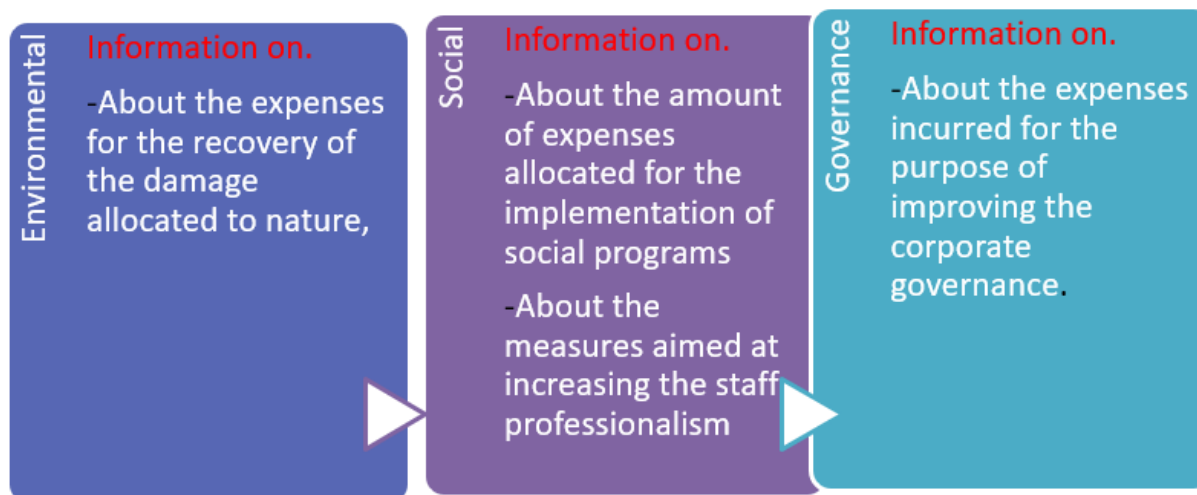 Environmental
Information on.
-About the expenses
for the recovery of
the damage
allocated to nature,
Social
Information on.
-About the amount
of expenses
allocated for the
implementation of
social programs
-About the
measures aimed at
increasing the staff
professionalism
Governance
Information on.
-About the expenses
incurred for the
purpose of
improving the
corporate
governance.